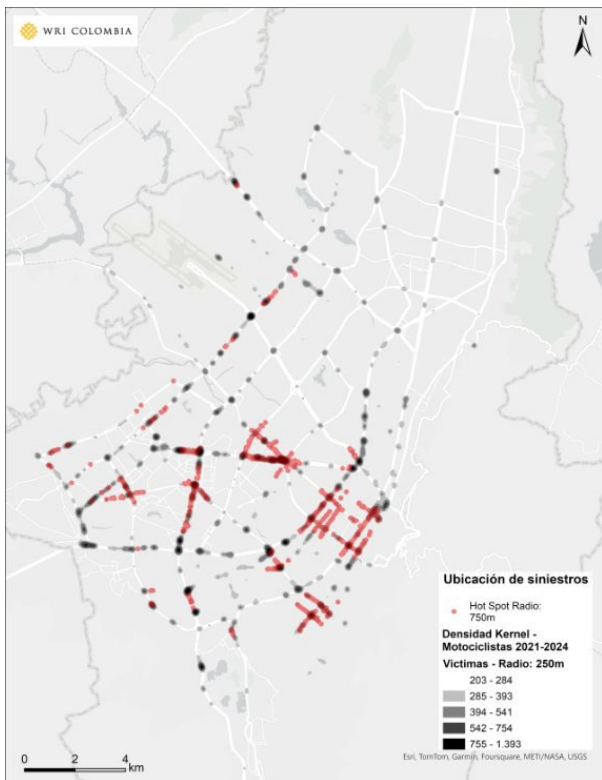 WRI COLOMBIA
N
Ubicación de siniestros
Hot Spot Radio:
750m
Densidad Kernel -
Motociclistas 2021-2024
Victimas - Radio: 250m
203 - 284
285 - 393
394 - 541
542 - 754
755 - 1.393
Esri, TomTom, Garmin, Foursquare, METI/NASA, USGS
0 2 4
km